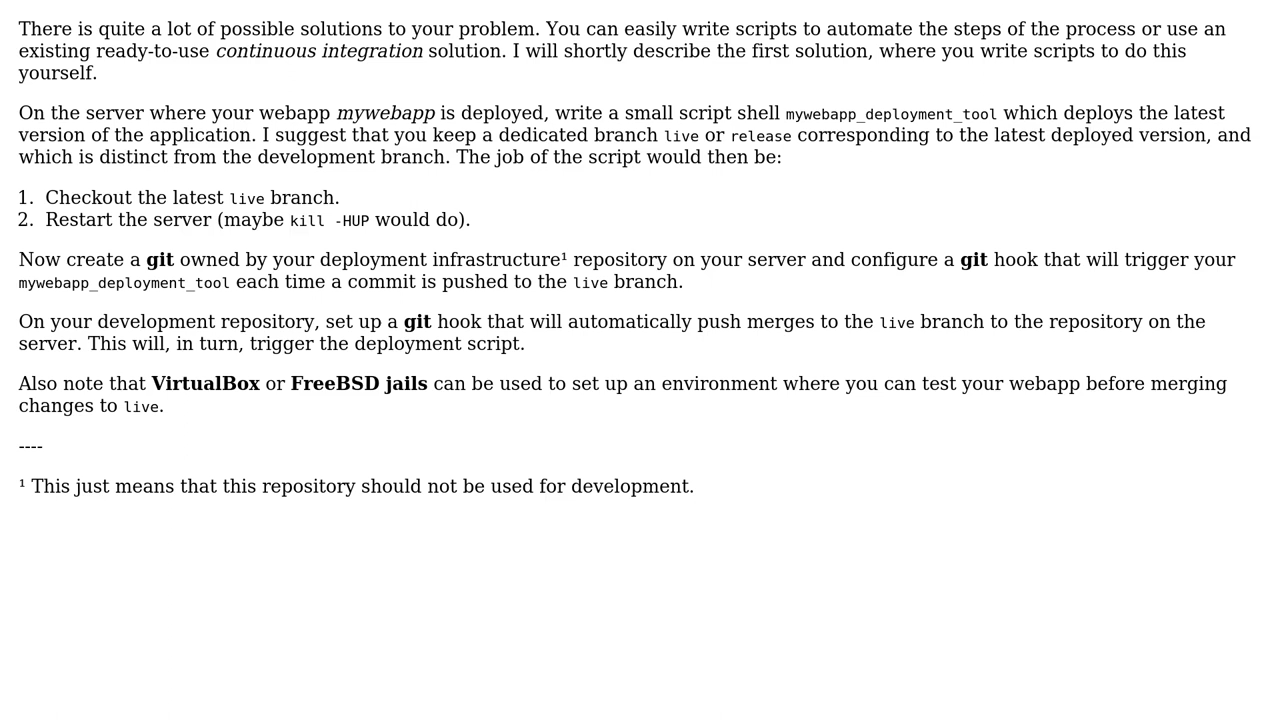 There is quite a lot of possible solutions to your problem. You can easily write scripts to automate the steps of the process or use an
existing ready-to-use continuous integration solution. I will shortly describe the first solution, where you write scripts to do this
yourself.
On the server where your webapp mywebapp is deployed, write a small script shell mywebapp_deployment_tool which deploys the latest
version of the application. I suggest that you keep a dedicated branch live or release corresponding to the latest deployed version, and
which is distinct from the development branch. The job of the script would then be:
1. Checkout the latest live branch.
2. Restart the server (maybe kill -HUP would do).
Now create a git owned by your deployment infrastructure¹ repository on your server and configure a git hook that will trigger your
mywebapp_deployment_tool each time a commit is pushed to the live branch.
On your development repository, set up a git hook that will automatically push merges to the live branch to the repository on the
server. This will, in turn, trigger the deployment script.
Also note that VirtualBox or FreeBSD jails can be used to set up an environment where you can test your webapp before merging
changes to live.
----
¹ This just means that this repository should not be used for development.